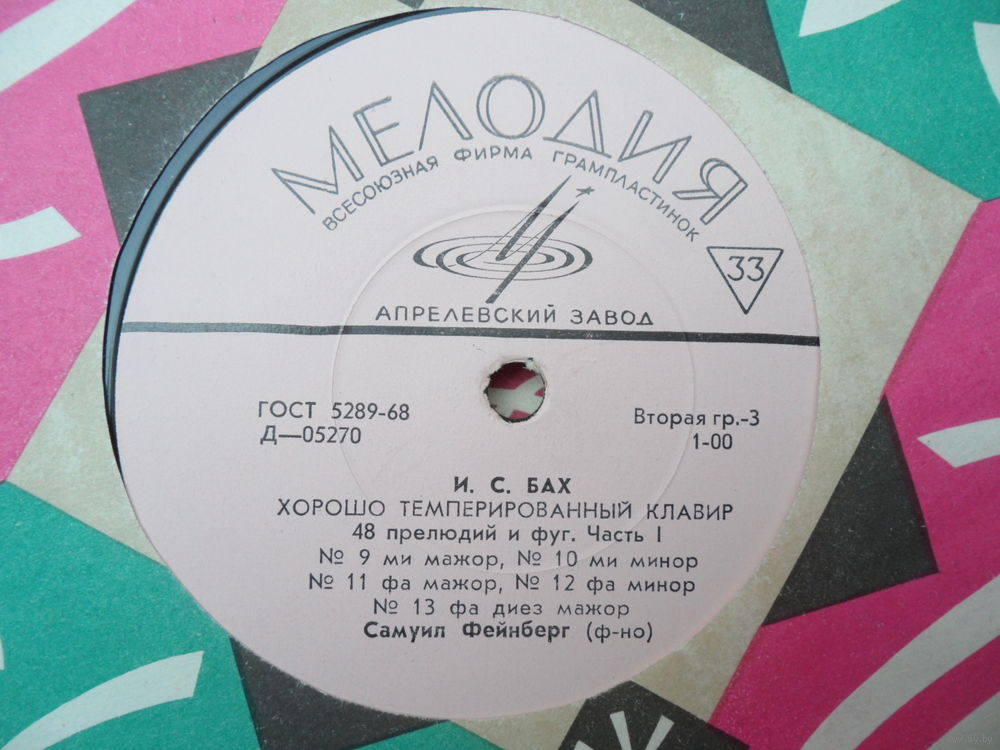 МЕЛОДИЯ
ВСЕСОЮЗНАЯ ФИРМА ГРАМПЛАСТИНОК
33
АПРЕЛЕВСКИЙ ЗАВОД
ГОСТ 5289-68
Д—05270
Вторая гр.-3
1-00
И. С. БАХ
ХОРОШО ТЕМПЕРИРОВАННЫЙ КЛАВИР
48 прелюдий и фуг. Часть I
№ 9 ми мажор, № 10 ми минор
№ 11 фа мажор, № 12 фа минор
№ 13 фа диез мажор
Самуил Фейнберг (ф-но)